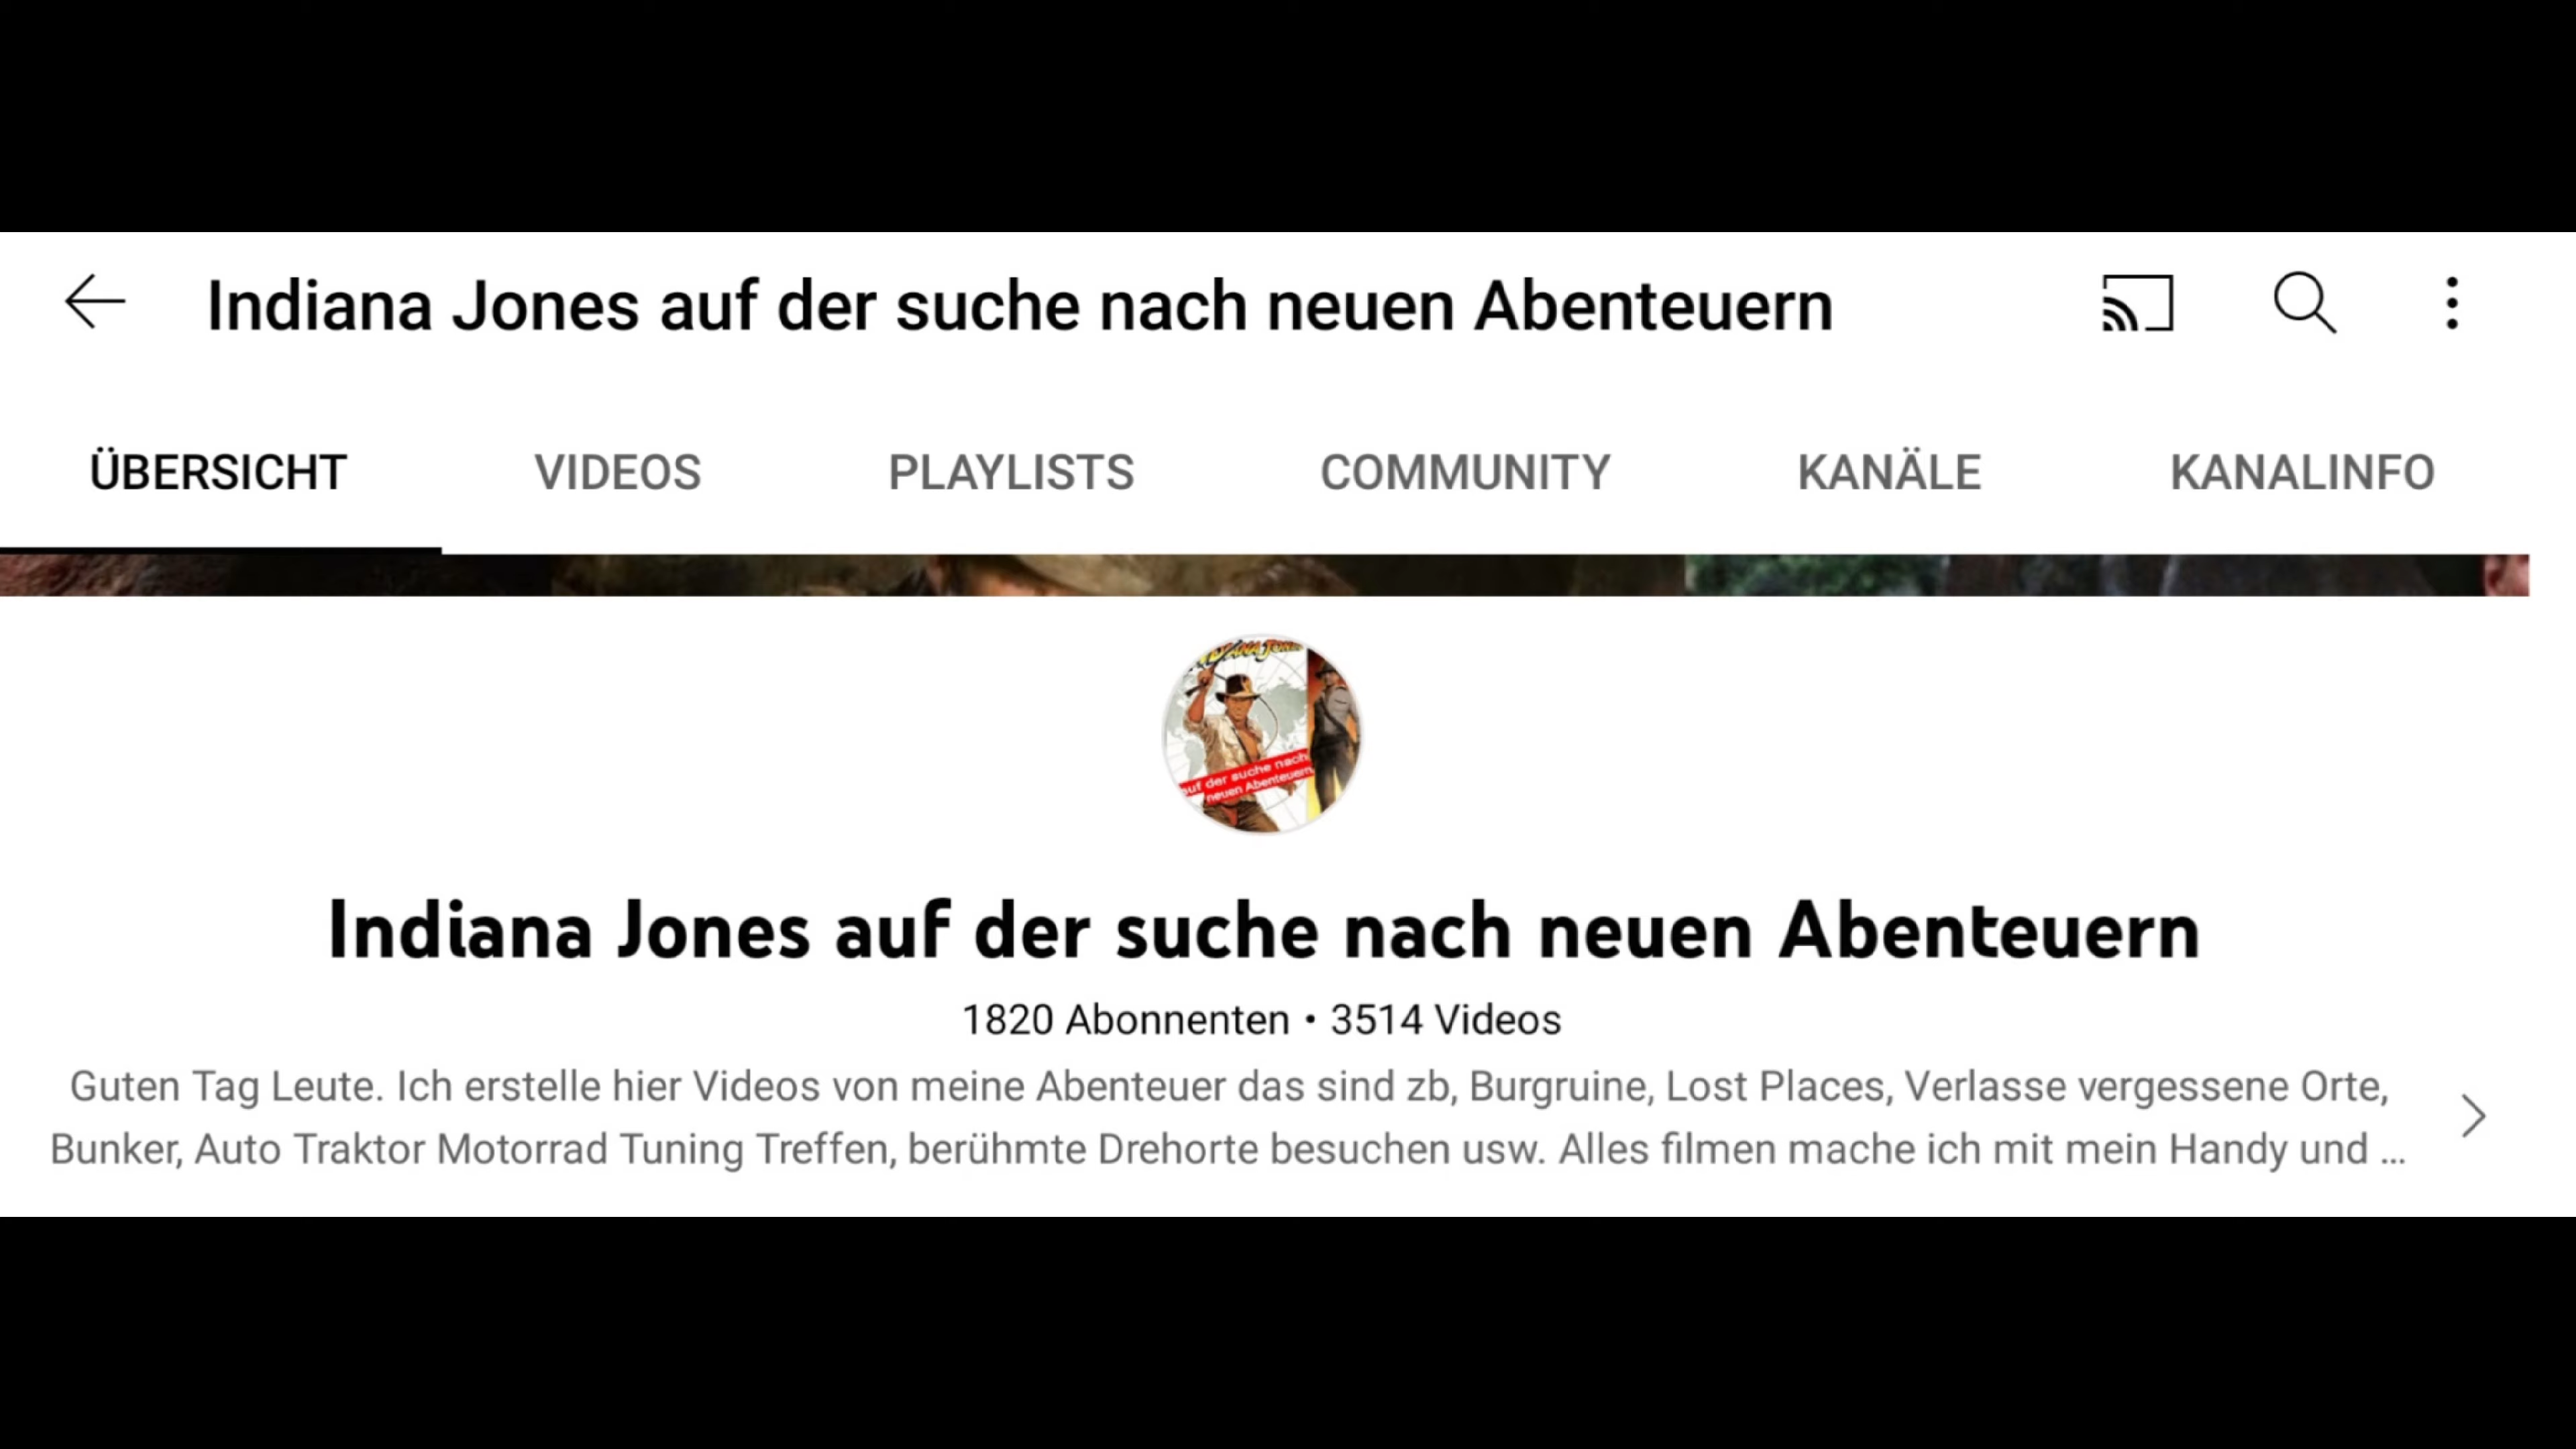 Indiana Jones auf der suche nach neuen Abenteuern
ÜBERSICHT VIDEOS PLAYLISTS COMMUNITY KANÄLE KANALINFO
auf der suche nach
neuen Abenteuern
Indiana Jones auf der suche nach neuen Abenteuern
1820 Abonnenten • 3514 Videos
Guten Tag Leute. Ich erstelle hier Videos von meine Abenteuer das sind zb, Burgruine, Lost Places, Verlasse vergessene Orte,
Bunker, Auto Traktor Motorrad Tuning Treffen, berühmte Drehorte besuchen usw. Alles filmen mache ich mit mein Handy und ...